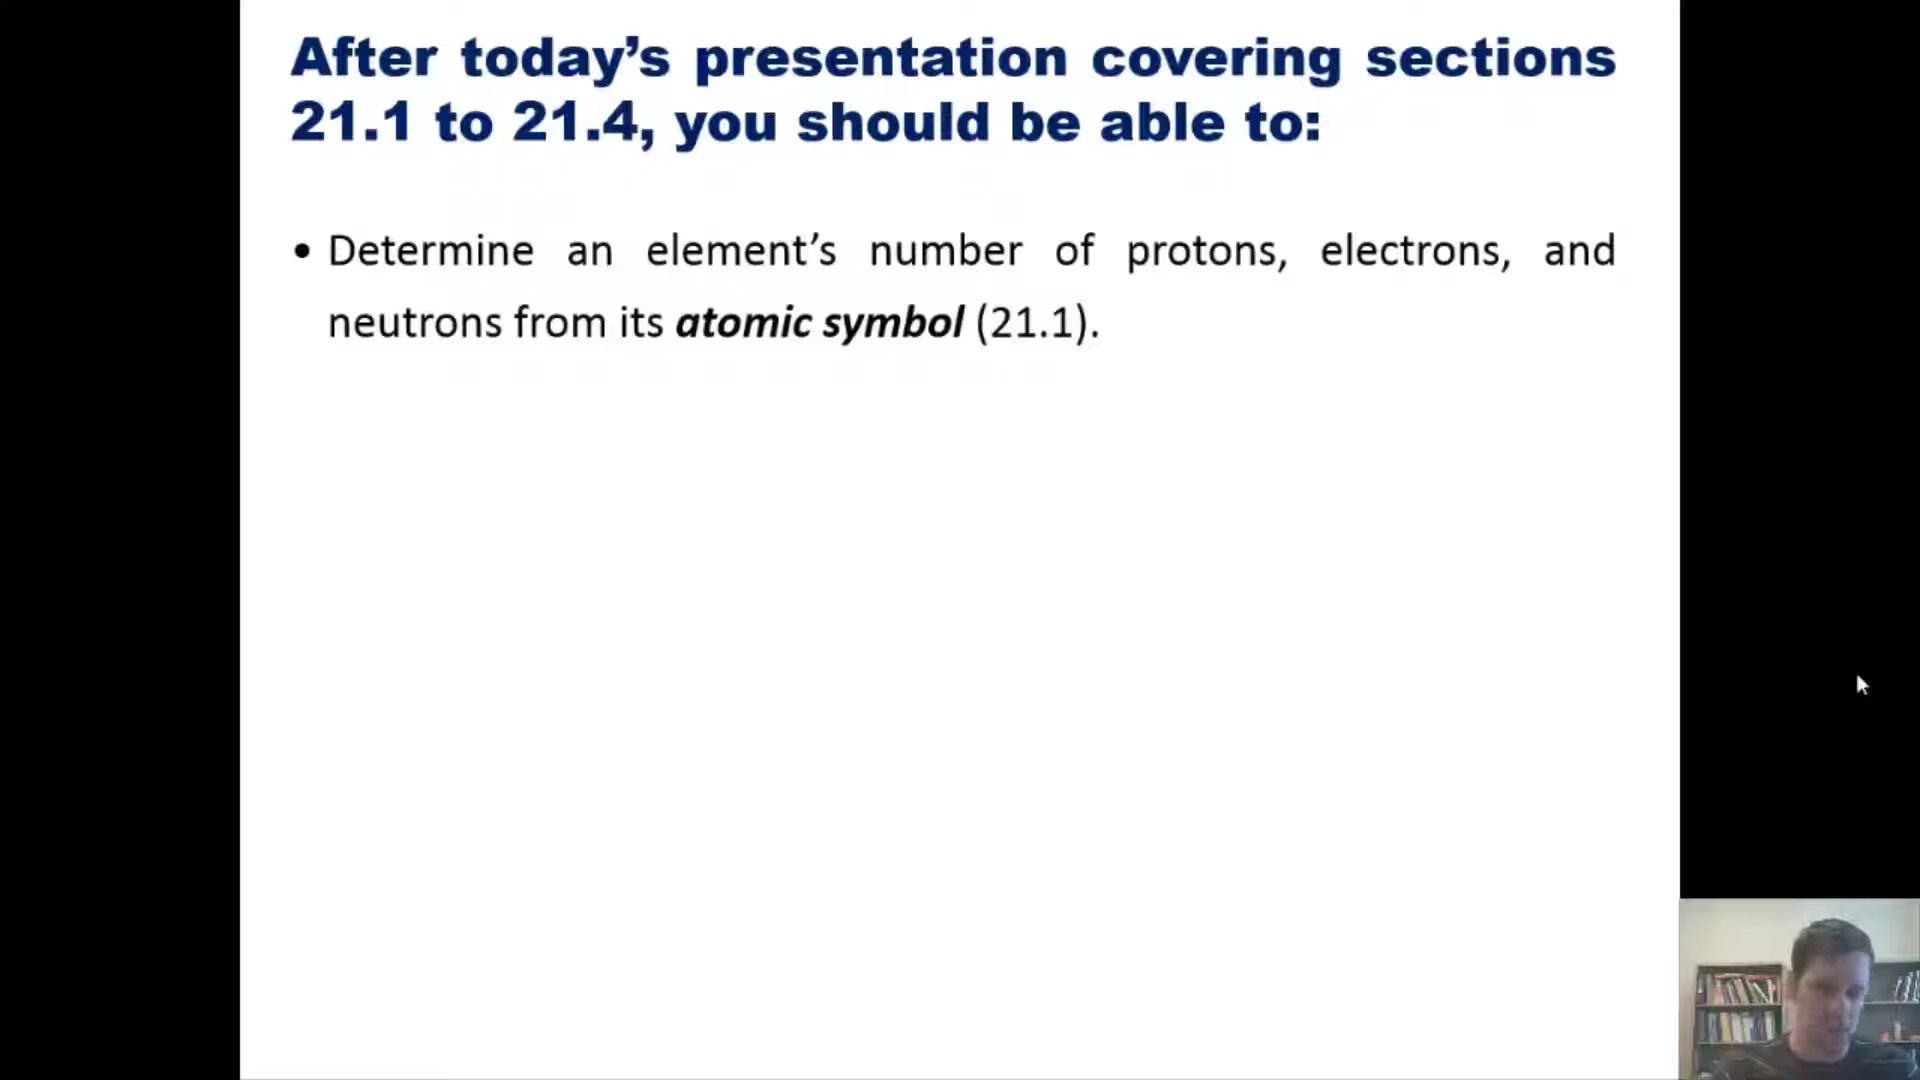 After today’s presentation covering sections
21.1 to 21.4, you should be able to:
• Determine an element’s number of protons, electrons, and
neutrons from its atomic symbol (21.1).